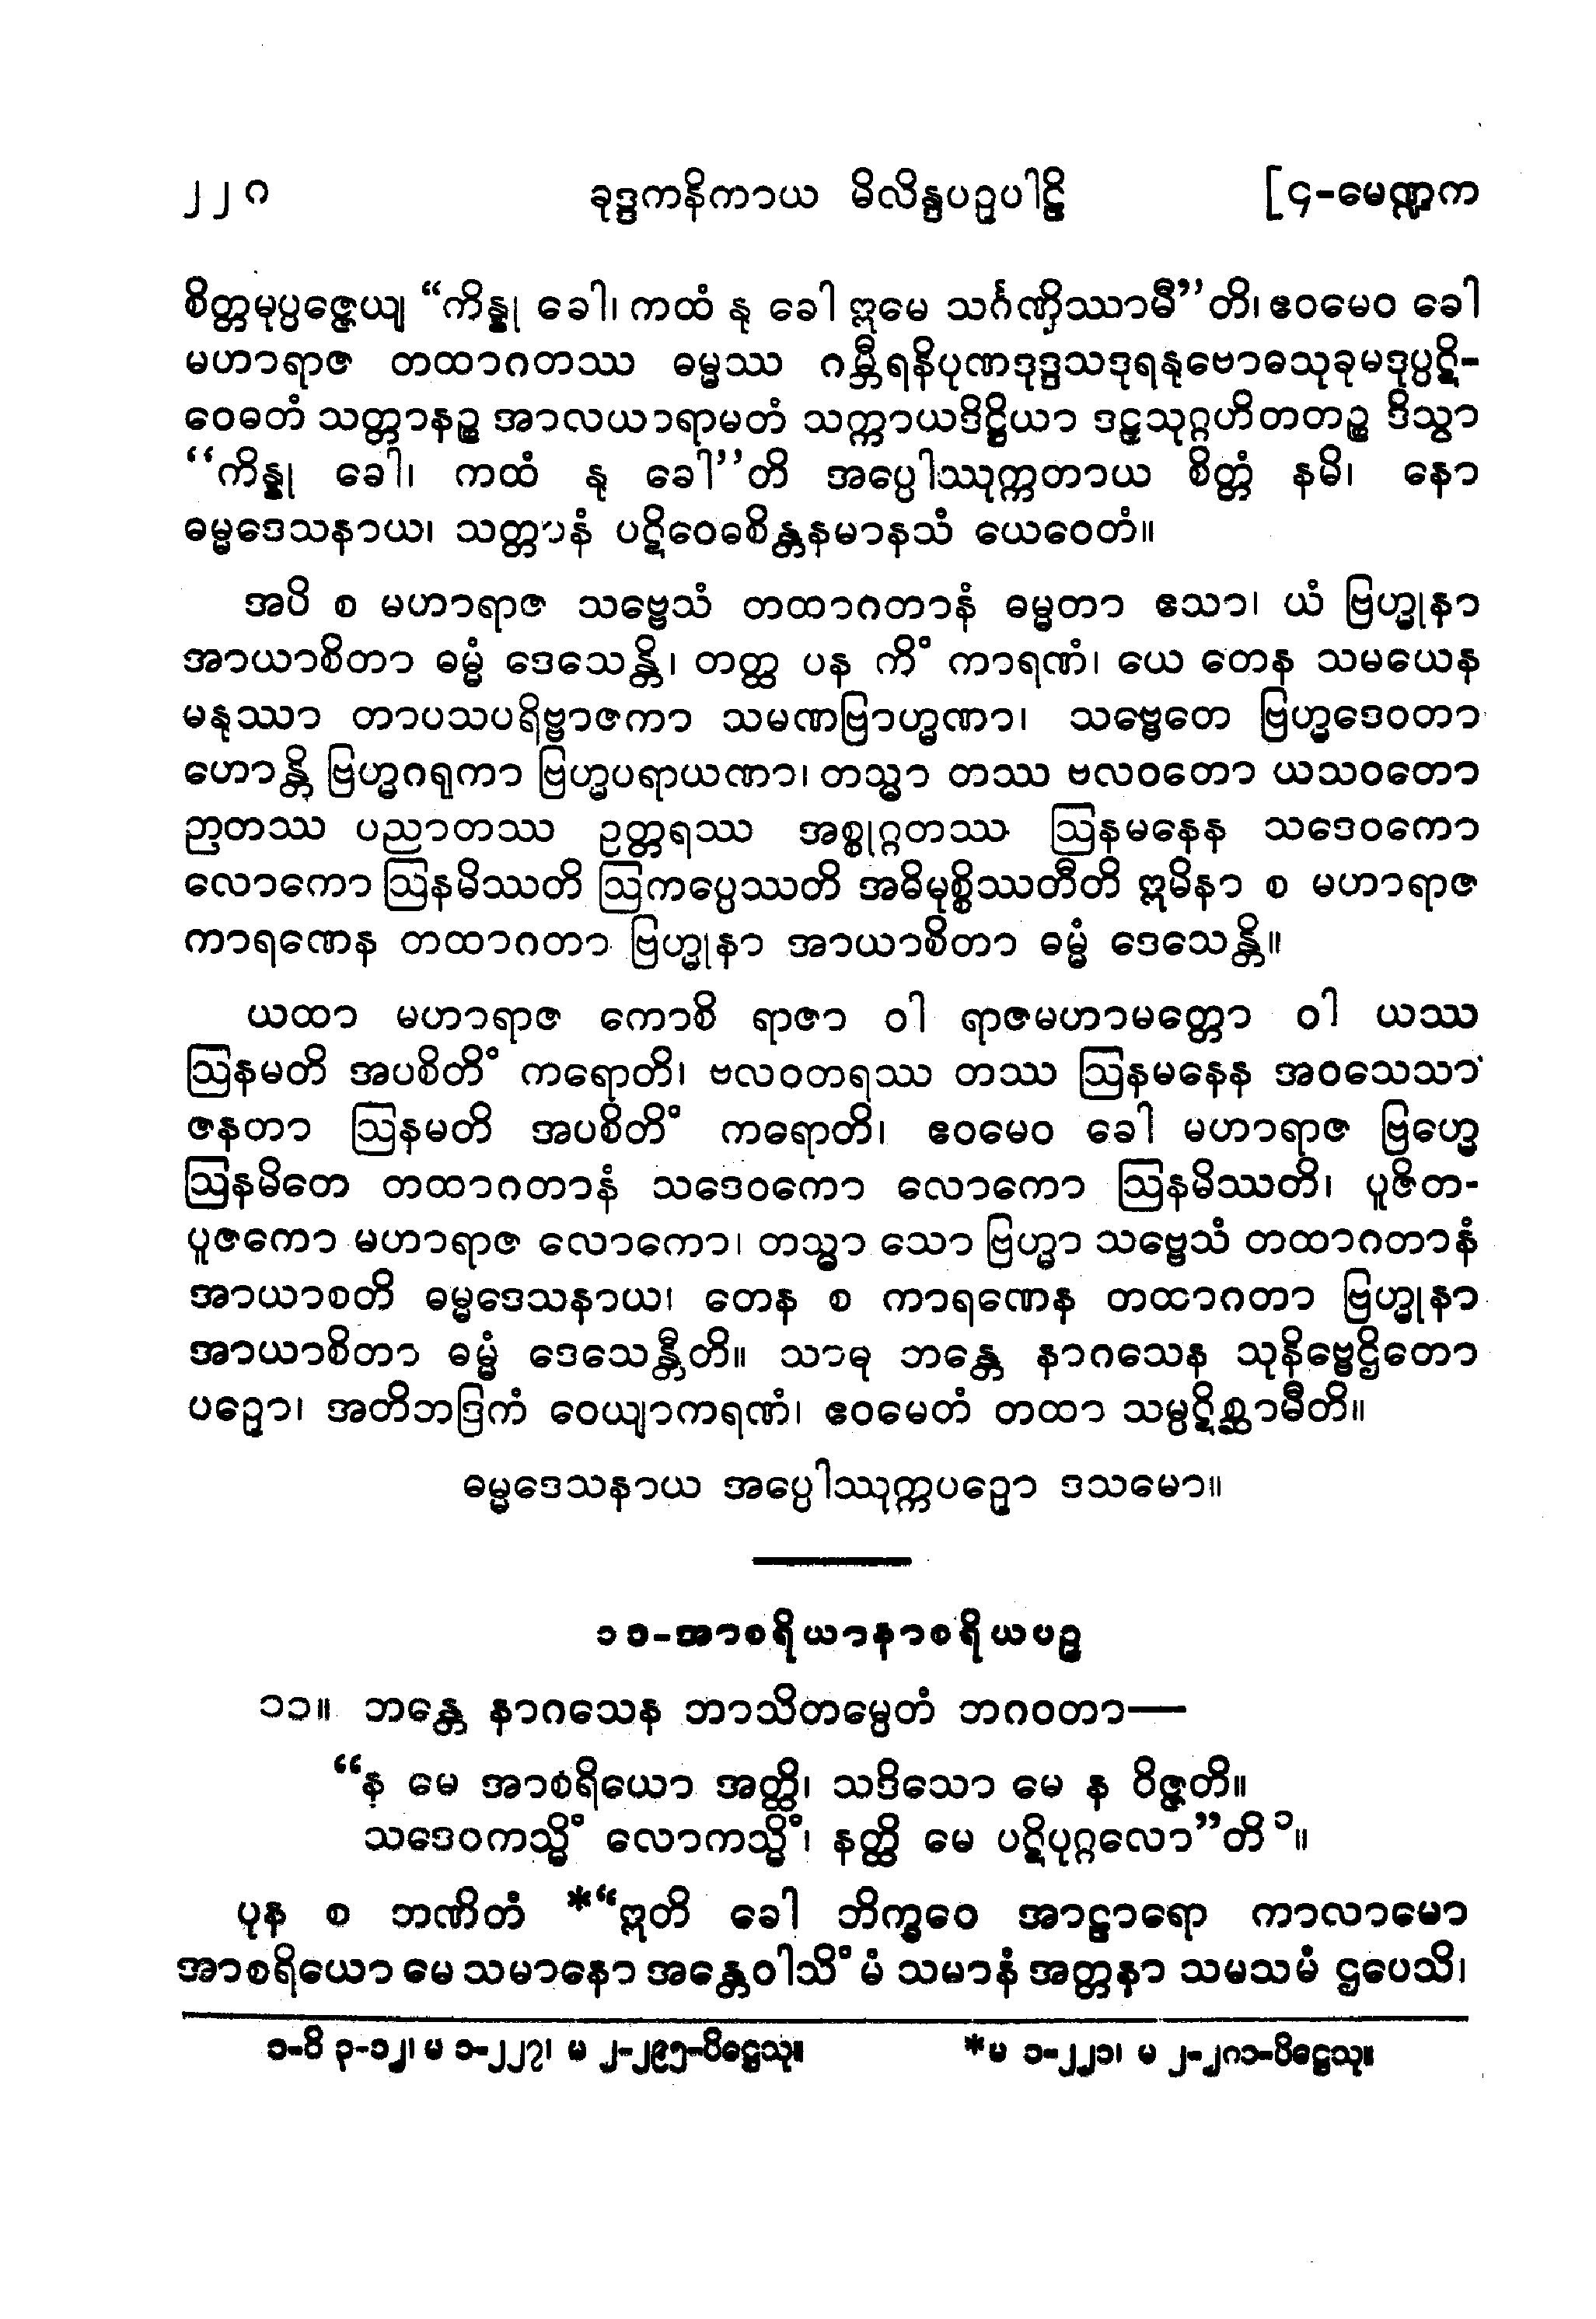 ၂၂၈ ခုဒ္ဒကနိကာယ မိလိန္ဒပဉှပါဠိ [၄-မေဏ္ဍက
စိတ္တမုပ္ပဇ္ဇေယျ “ကိန္နု ခေါ၊ ကထံ နု ခေါ ဣမေ သင်္ဂဏှိဿာမီ”တိ၊ ဧဝမေဝ ခေါ
မဟာရာဇ တထာဂတဿ ဓမ္မဿ ဂမ္ဘီရနိပုဏဒုဒ္ဒသဒုရနုဗောဓသုခုမဒုပ္ပဋိ-
ဝေဓတံ သတ္တာနဉ္စ အာလယာရာမတံ သက္ကာယဒိဋ္ဌိယာ ဒဠှသုဂ္ဂဟိတတဉ္စ ဒိသွာ
“ကိန္နု ခေါ၊ ကထံ နု ခေါ”တိ အပ္ပေါဿုက္ကတာယ စိတ္တံ နမိ၊ နော
ဓမ္မဒေသနာယ၊ သတ္တာနံ ပဋိဝေဓစိန္တနမာနသံ ယေဝေတံ။
အပိ စ မဟာရာဇ သဗ္ဗေသံ တထာဂတာနံ ဓမ္မတာ ဧသာ၊ ယံ ဗြဟ္မုနာ
အာယာစိတာ ဓမ္မံ ဒေသေန္တိ၊ တတ္ထ ပန ကိံ ကာရဏံ၊ ယေ တေန သမယေန
မနုဿာ တာပသပရိဗ္ဗာဇကာ သမဏဗြာဟ္မဏာ၊ သဗ္ဗေတေ ဗြဟ္မဒေဝတာ
ဟောန္တိ ဗြဟ္မဂရုကာ ဗြဟ္မပရာယဏာ၊ တသ္မာ တဿ ဗလဝတော ယသဝတော
ဉာတဿ ပညာတဿ ဥတ္တရဿ အစ္စုဂ္ဂတဿ ဩနမနေန သဒေဝကော
လောကော ဩနမိဿတိ ဩကပ္ပေဿတိ အဓိမုစ္စိဿတီတိ ဣမိနာ စ မဟာရာဇ
ကာရဏေန တထာဂတာ ဗြဟ္မုနာ အာယာစိတာ ဓမ္မံ ဒေသေန္တိ။
ယထာ မဟာရာဇ ကောစိ ရာဇာ ဝါ ရာဇမဟာမတ္တော ဝါ ယဿ
ဩနမတိ အပစိတိံ ကရောတိ၊ ဗလဝတရဿ တဿ ဩနမနေန အဝသေသာ
ဇနတာ ဩနမတိ အပစိတိံ ကရောတိ၊ ဧဝမေဝ ခေါ မဟာရာဇ ဗြဟ္မေ
ဩနမိတေ တထာဂတာနံ သဒေဝကော လောကော ဩနမိဿတိ၊ ပူဇိတ-
ပူဇကော မဟာရာဇ လောကော၊ တသ္မာ သော ဗြဟ္မာ သဗ္ဗေသံ တထာဂတာနံ
အာယာစတိ ဓမ္မဒေသနာယ၊ တေန စ ကာရဏေန တထာဂတာ ဗြဟ္မုနာ
အာယာစိတာ ဓမ္မံ ဒေသေန္တီတိ။ သာဓု ဘန္တေ နာဂသေန သုနိဗ္ဗေဌိတော
ပဉှော၊ အတိဘဒြကံ ဝေယျာကရဏံ၊ ဧဝမေတံ တထာ သမ္ပဋိစ္ဆာမီတိ။
ဓမ္မဒေသနာယ အပ္ပေါဿုက္ကပဉှော ဒသမော။
၁၁-အာစရိယာနာစရိယပဉှ
၁၁။ ဘန္တေ နာဂသေန ဘာသိတမ္ပေတံ ဘဂဝတာ—
“န မေ အာစရိယော အတ္ထိ၊ သဒိသော မေ န ဝိဇ္ဇတိ။
သဒေဝကသ္မိံ လောကသ္မိံ၊ နတ္ထိ မေ ပဋိပုဂ္ဂလော”တိ ၁။
ပုန စ ဘဏိတံ *“ဣတိ ခေါ ဘိက္ခဝေ အာဠာရော ကာလာမော
အာစရိယော မေ သမာနော အန္တေဝါသိံ မံ သမာနံ အတ္တနာ သမသမံ ဌပေသိ၊
၁-ဝိ ၃-၁၂၊ မ ၁-၂၂၇၊ မ ၂-၂၉၅-ပိဋ္ဌေသု။ *မ ၁-၂၂၁၊ မ ၂-၂၈၁-ပိဋ္ဌေသု။